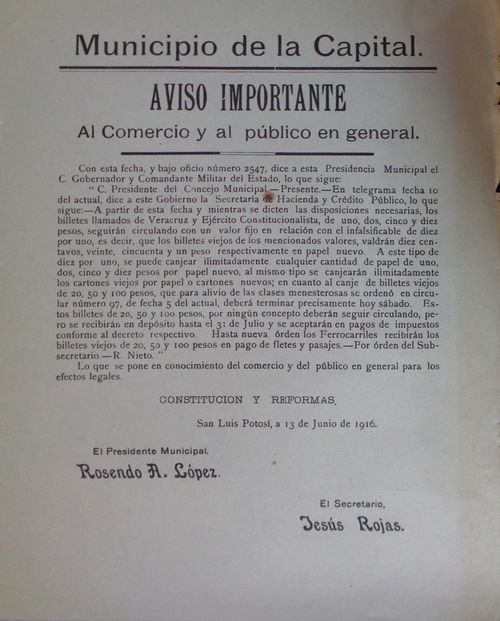 Municipio de la Capital.
AVISO IMPORTANTE
Al Comercio y al público en general.
Con esta fecha, y bajo oficio número 2547, dice a esta Presidencia Municipal el
C. Gobernador y Comandante Militar del Estado, lo que sigue:
" C. Presidente del Concejo Municipal.—Presente.—En telegrama fecha 10
del actual, dice a este Gobierno la Secretaría de Hacienda y Crédito Público, lo que
sigue:—A partir de esta fecha y mientras se dicten las disposiciones necesarias, los
billetes llamados de Veracruz y Ejército Constitucionalista, de uno, dos, cinco y diez
pesos, seguirán circulando con un valor fijo en relación con el infalsificable de diez
por uno, es decir, que los billetes viejos de los mencionados valores, valdrán diez cen-
tavos, veinte, cincuenta y un peso respectivamente en papel nuevo. A este tipo de
diez por uno, se puede canjear ilimitadamente cualquier cantidad de papel de uno,
dos, cinco y diez pesos por papel nuevo, al mismo tipo se canjearán ilimitadamente
los cartones viejos por papel o cartones nuevos; en cuanto al canje de billetes viejos
de 20, 50 y 100 pesos, que para alivio de las clases menesterosas se ordenó en circu-
lar número 97, de fecha 5 del actual, deberá terminar precisamente hoy sábado. Es-
tos billetes de 20, 50 y 100 pesos, por ningún concepto deberán seguir circulando, pe-
ro se recibirán en depósito hasta el 31 de Julio y se aceptarán en pagos de impuestos
conforme al decreto respectivo. Hasta nueva órden los Ferrocarriles recibirán los
billetes viejos de 20, 50 y 100 pesos en pago de fletes y pasajes.—Por órden del Sub-
secretario.—R. Nieto. "
Lo que se pone en conocimiento del comercio y del público en general para los
efectos legales.
CONSTITUCION Y REFORMAS.
San Luis Potosí, a 13 de Junio de 1916.
El Presidente Municipal.
Rosendo A. López.
El Secretario,
Jesús Rojas.